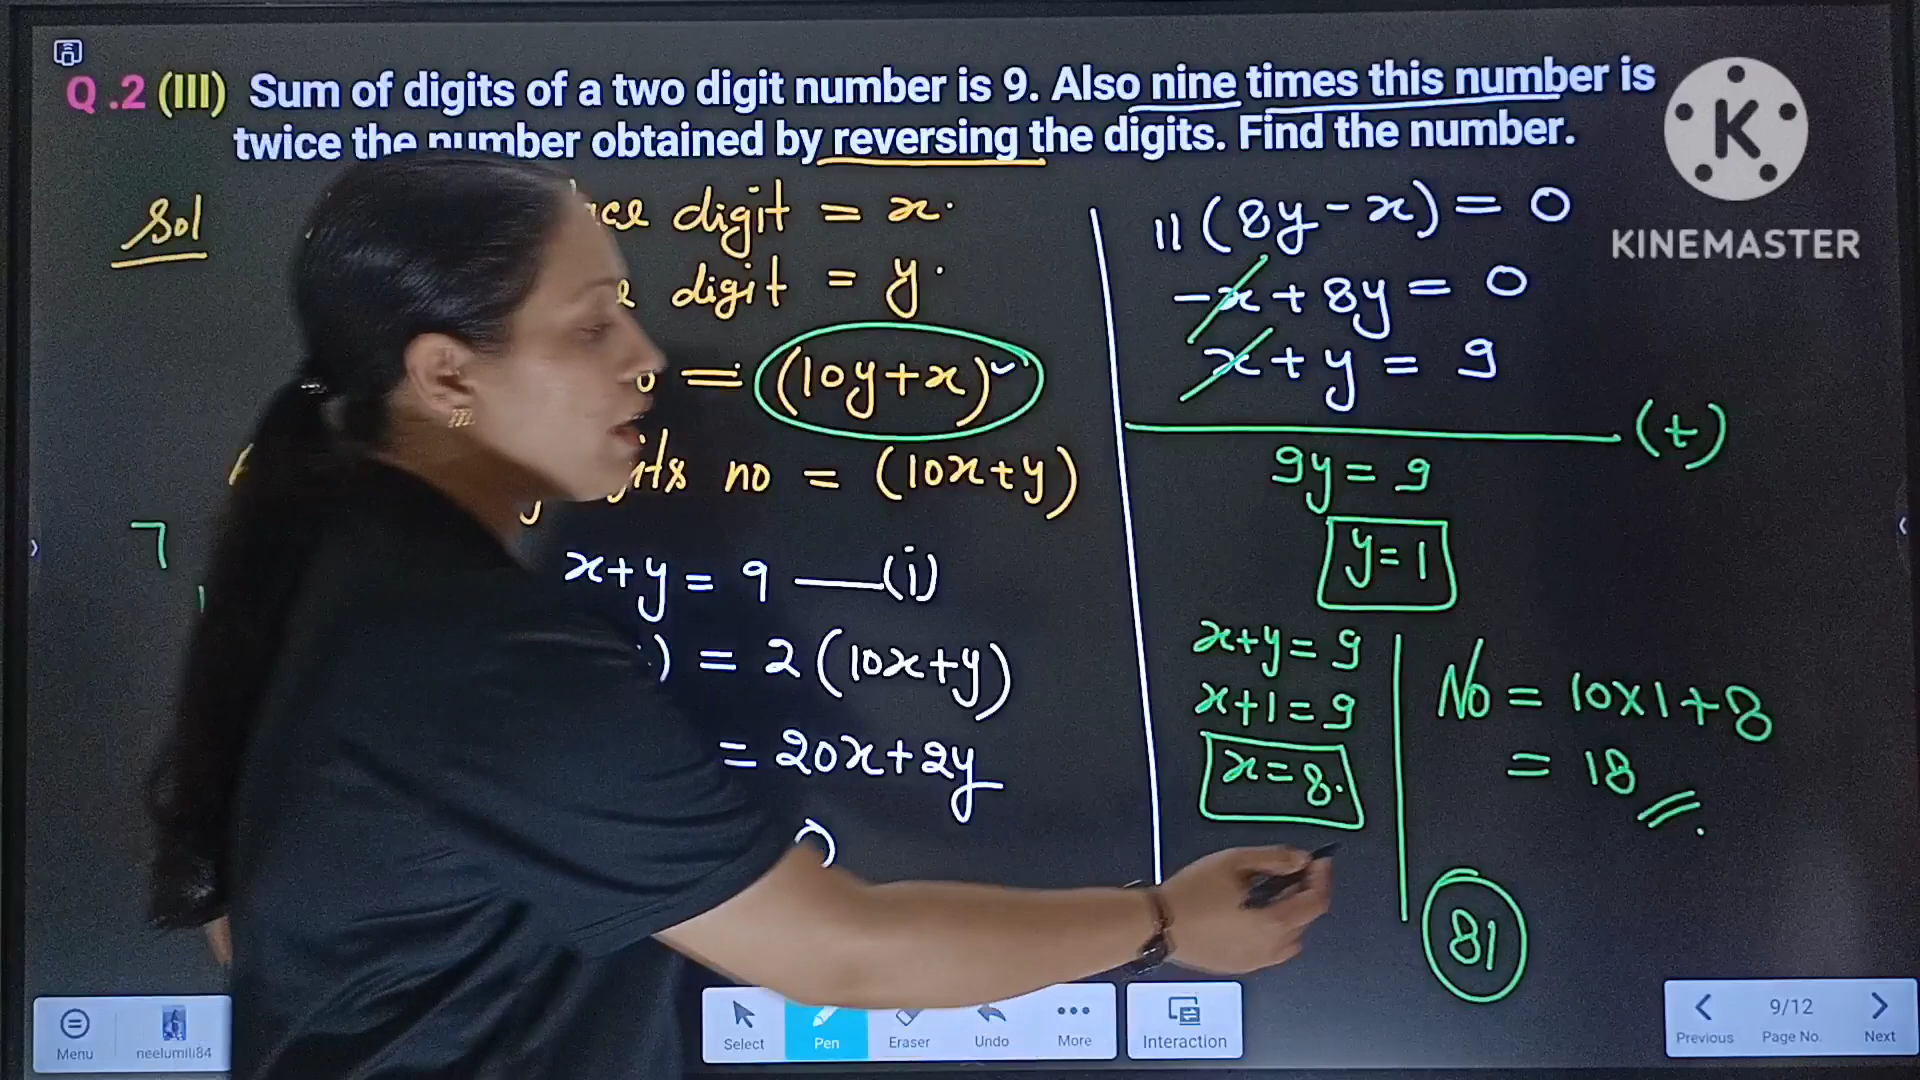 Q.2 (III) Sum of digits of a two digit number is 9. Also nine times this number is
twice the number obtained by reversing the digits. Find the number.
Sol
digit = x.
digit = y.
= (10y+x)
no = (10x+y)
x+y = 9 —(i)
) = 2(10x+y)
= 20x+2y
0
7
11(8y-x) = 0
-x+8y = 0
x+y = 9
(+)
9y = 9
y = 1
x+y = 9
x+1 = 9
x = 8.
No = 10x1+8
= 18
81
K
KINEMASTER
Menu
neelumili84
Select
Pen
Eraser
Undo
More
Interaction
Previous
9/12
Page No.
Next